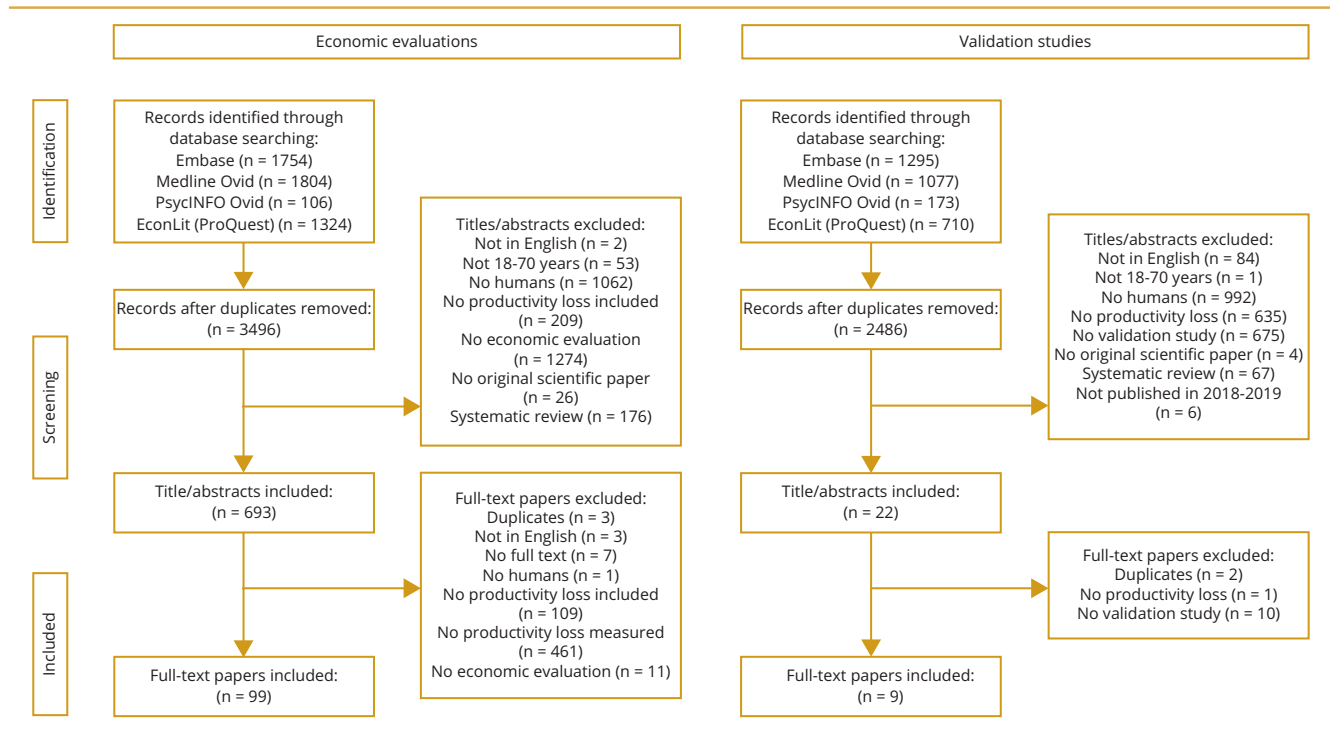 Economic evaluations
Validation studies
Identification
Records identified through
database searching:
Embase (n = 1754)
Medline Ovid (n = 1804)
PsycINFO Ovid (n = 106)
EconLit (ProQuest) (n = 1324)
Records identified through
database searching:
Embase (n = 1295)
Medline Ovid (n = 1077)
PsycINFO Ovid (n = 173)
EconLit (ProQuest) (n = 710)
Titles/abstracts excluded:
Not in English (n = 2)
Not 18-70 years (n = 53)
No humans (n = 1062)
No productivity loss included
(n = 209)
No economic evaluation
(n = 1274)
No original scientific paper
(n = 26)
Systematic review (n = 176)
Titles/abstracts excluded:
Not in English (n = 84)
Not 18-70 years (n = 1)
No humans (n = 992)
No productivity loss (n = 635)
No validation study (n = 675)
No original scientific paper (n = 4)
Systematic review (n = 67)
Not published in 2018-2019
(n = 6)
Records after duplicates removed:
(n = 3496)
Records after duplicates removed:
(n = 2486)
Screening
Title/abstracts included:
(n = 693)
Title/abstracts included:
(n = 22)
Full-text papers excluded:
Duplicates (n = 3)
Not in English (n = 3)
No full text (n = 7)
No humans (n = 1)
No productivity loss included
(n = 109)
No productivity loss measured
(n = 461)
No economic evaluation (n = 11)
Full-text papers excluded:
Duplicates (n = 2)
No productivity loss (n = 1)
No validation study (n = 10)
Included
Full-text papers included:
(n = 99)
Full-text papers included:
(n = 9)